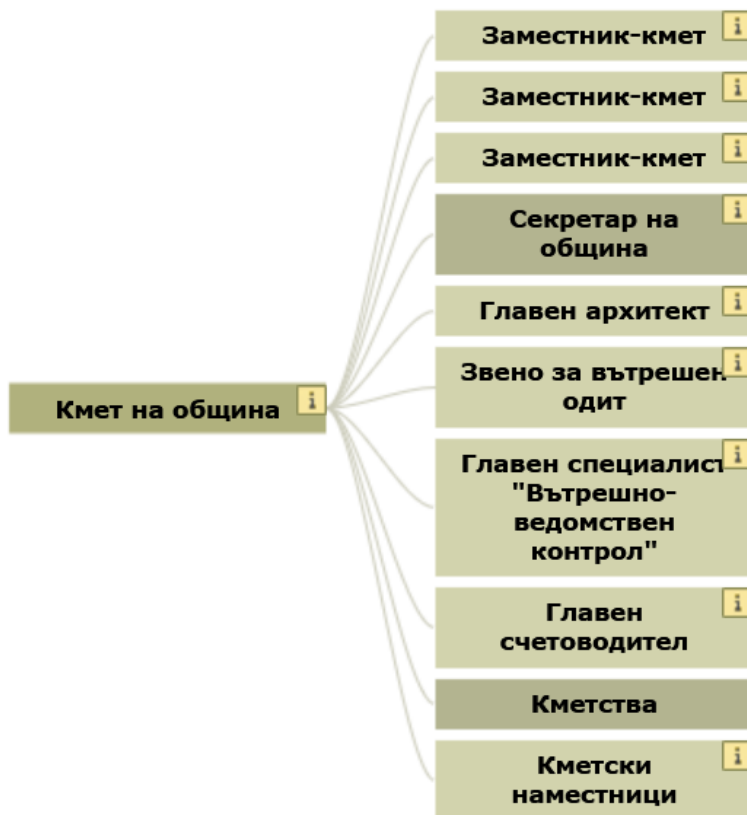 Заместник-кмет
i
Заместник-кмет
i
Заместник-кмет
i
Секретар на
община
i
Главен архитект
i
Звено за вътрешен
одит
i
Кмет на община
i
Главен специалист
"Вътрешно-
ведомствен
контрол"
i
Главен
счетоводител
i
Кметства
Кметски
наместници
i